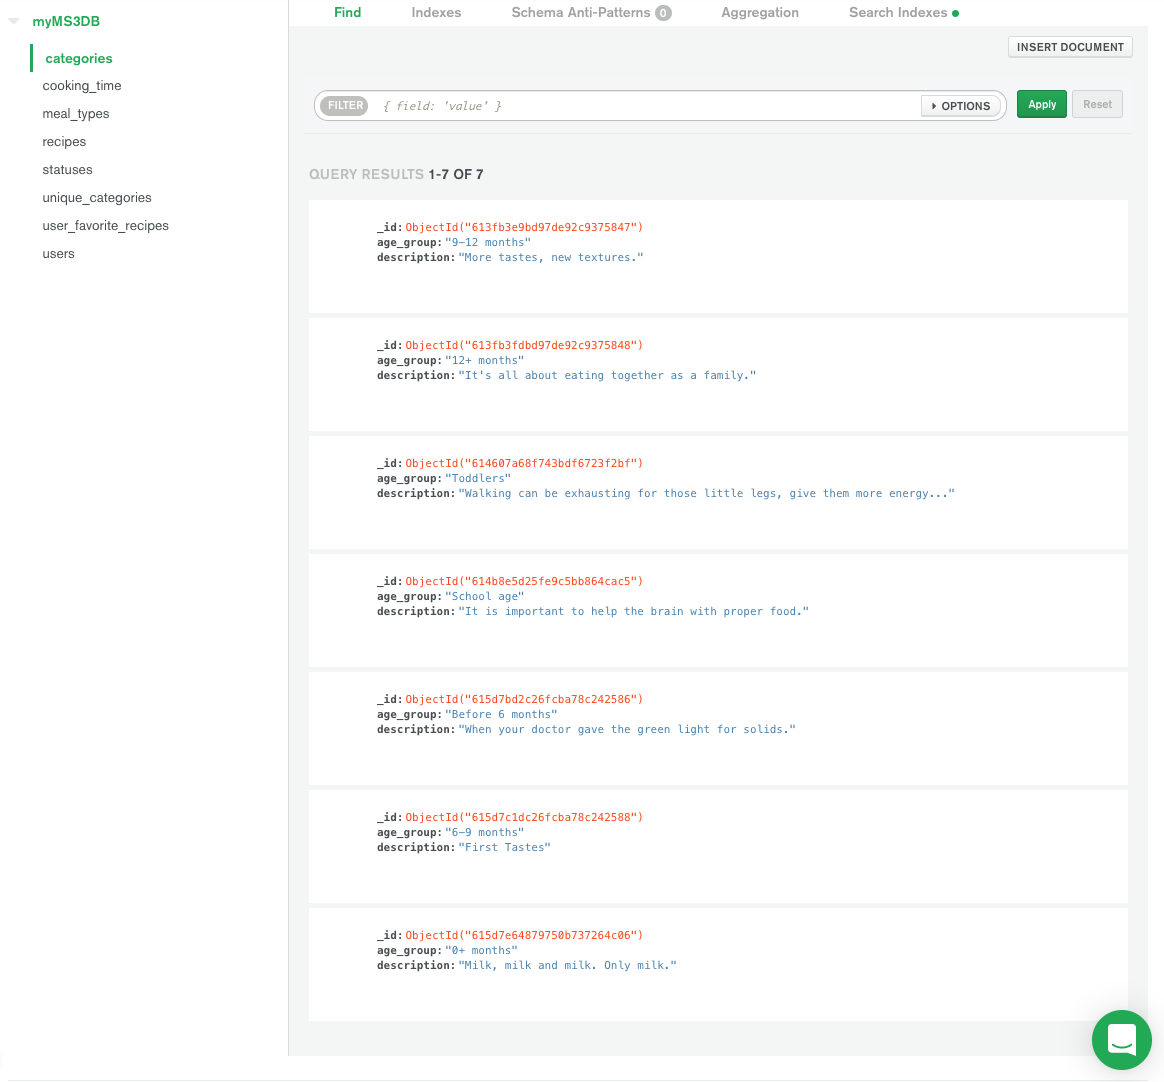 myMS3DB
categories
cooking_time
meal_types
recipes
statuses
unique_categories
user_favorite_recipes
users
Find Indexes Schema Anti-Patterns 0 Aggregation Search Indexes
INSERT DOCUMENT
FILTER { field: 'value' } OPTIONS Apply Reset
QUERY RESULTS 1-7 OF 7
_id: ObjectId("613fb3e9bd97de92c9375847")
age_group: "9-12 months"
description: "More tastes, new textures."
_id: ObjectId("613fb3fdbd97de92c9375848")
age_group: "12+ months"
description: "It's all about eating together as a family."
_id: ObjectId("614607a68f743bdf6723f2bf")
age_group: "Toddlers"
description: "Walking can be exhausting for those little legs, give them more energy..."
_id: ObjectId("614b8e5d25fe9c5bb864cac5")
age_group: "School age"
description: "It is important to help the brain with proper food."
_id: ObjectId("615d7bd2c26fcba78c242586")
age_group: "Before 6 months"
description: "When your doctor gave the green light for solids."
_id: ObjectId("615d7c1dc26fcba78c242588")
age_group: "6-9 months"
description: "First Tastes"
_id: ObjectId("615d7e64879750b737264c06")
age_group: "0+ months"
description: "Milk, milk and milk. Only milk."